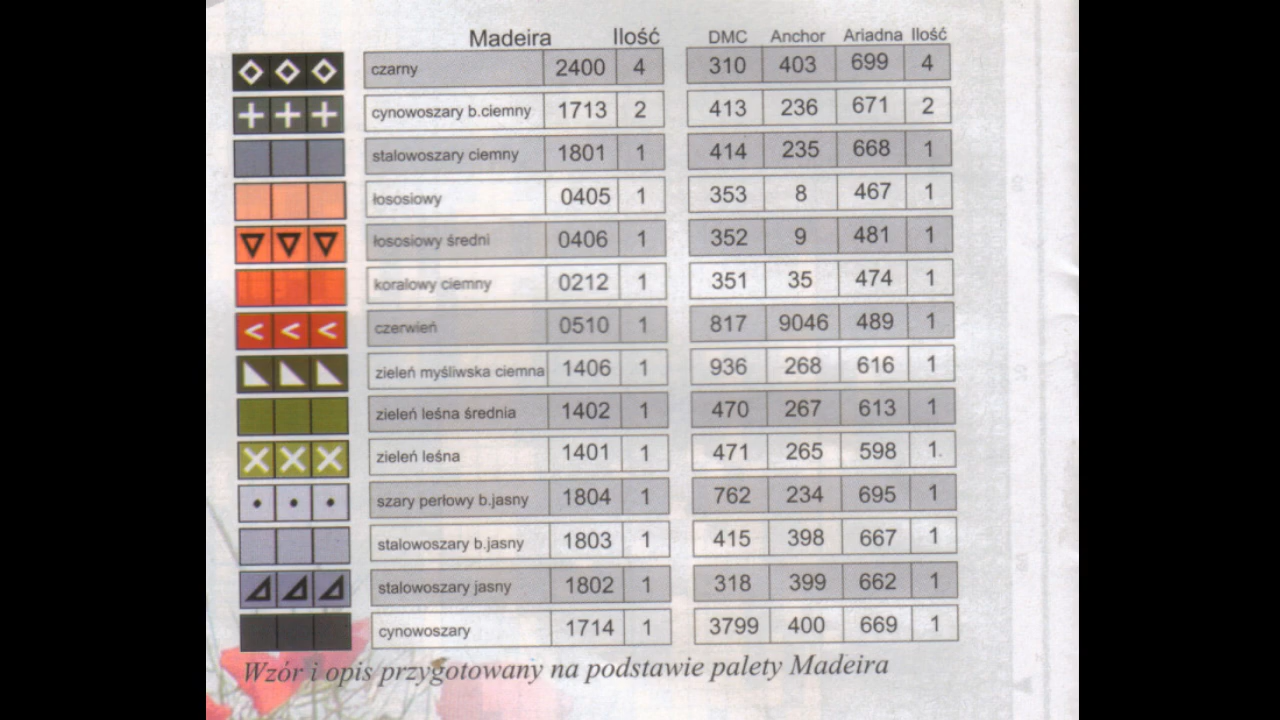 Madeira Ilość DMC Anchor Ariadna Ilość
czarny 2400 4 310 403 699 4
cynowoszary b.ciemny 1713 2 413 236 671 2
stalowoszary ciemny 1801 1 414 235 668 1
łososiowy 0405 1 353 8 467 1
łososiowy średni 0406 1 352 9 481 1
koralowy ciemny 0212 1 351 35 474 1
czerwień 0510 1 817 9046 489 1
zieleń myśliwska ciemna 1406 1 936 268 616 1
zieleń leśna średnia 1402 1 470 267 613 1
zieleń leśna 1401 1 471 265 598 1.
szary perłowy b.jasny 1804 1 762 234 695 1
stalowoszary b.jasny 1803 1 415 398 667 1
stalowoszary jasny 1802 1 318 399 662 1
cynowoszary 1714 1 3799 400 669 1
Wzór i opis przygotowany na podstawie palety Madeira